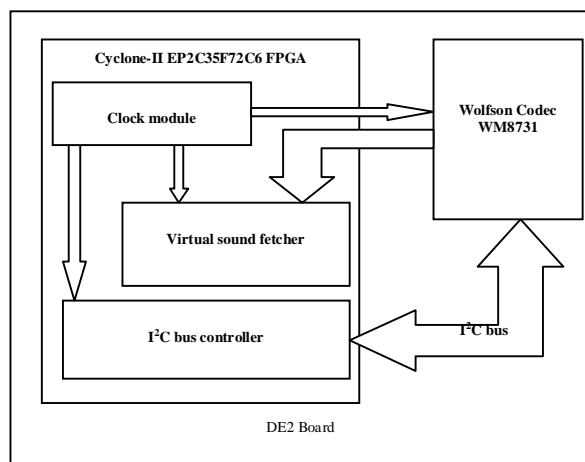 Cyclone-II EP2C35F72C6 FPGA
Clock module
Wolfson Codec
WM8731
Virtual sound fetcher
I²C bus controller
I²C bus
DE2 Board